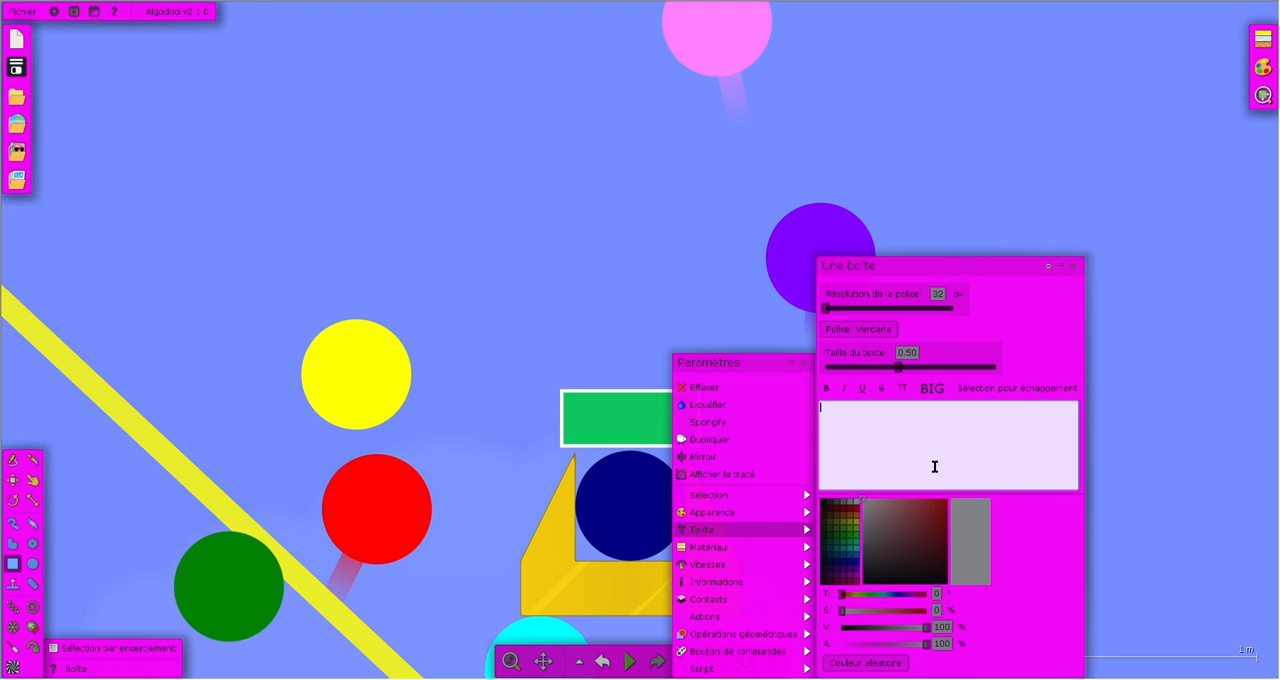 Fichier ? Algodoo v2 1.0
Une boîte
Résolution de la police: 32 px
Police: Verdana
Taille du texte: 0.50
B I U S TT BIG Sélection pour échappement
Paramètres
Effacer
Liquéfier
Spongify
Dupliquer
Miroir
Afficher le tracé
Sélection
Apparence
Texte
Matériau
Vitesses
Informations
Contacts
Actions
Opérations géométriques
Bouton de commandes
Script
T: 0 °
S: 0 %
V: 100 %
A: 100 %
Couleur aléatoire
Sélection par encerclement
? Boîte
1 m